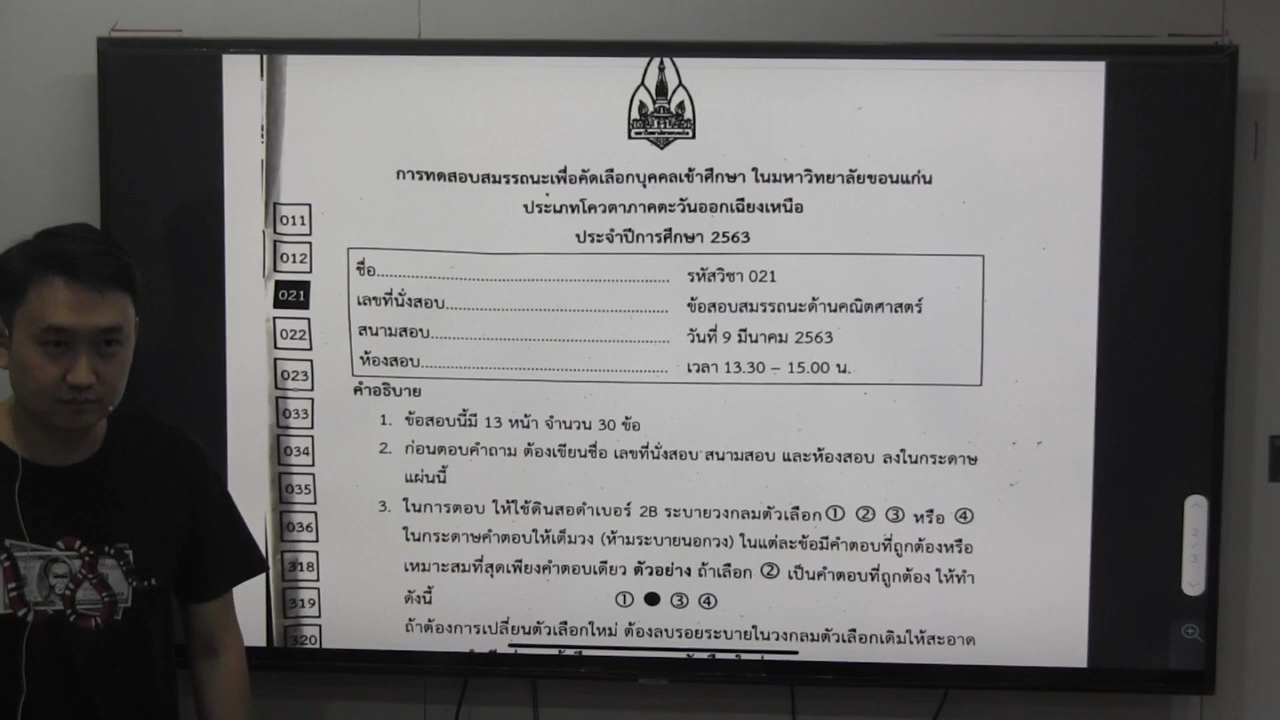 การทดสอบสมรรถนะเพื่อคัดเลือกบุคคลเข้าศึกษา ในมหาวิทยาลัยขอนแก่น
ประเภทโควตาภาคตะวันออกเฉียงเหนือ
ประจำปีการศึกษา 2563
011
012
021
022
023
033
034
035
036
318
319
320
ชื่อ.......................................................... รหัสวิชา 021
เลขที่นั่งสอบ............................................ ข้อสอบสมรรถนะด้านคณิตศาสตร์
สนามสอบ............................................... วันที่ 9 มีนาคม 2563
ห้องสอบ................................................. เวลา 13.30 – 15.00 น.
คำอธิบาย
1. ข้อสอบนี้มี 13 หน้า จำนวน 30 ข้อ
2. ก่อนตอบคำถาม ต้องเขียนชื่อ เลขที่นั่งสอบ สนามสอบ และห้องสอบ ลงในกระดาษ
แผ่นนี้
3. ในการตอบ ให้ใช้ดินสอดำเบอร์ 2B ระบายวงกลมตัวเลือก ① ② ③ หรือ ④
ในกระดาษคำตอบให้เต็มวง (ห้ามระบายนอกวง) ในแต่ละข้อมีคำตอบที่ถูกต้องหรือ
เหมาะสมที่สุดเพียงคำตอบเดียว ตัวอย่าง ถ้าเลือก ② เป็นคำตอบที่ถูกต้อง ให้ทำ
ดังนี้ ① ● ③ ④
ถ้าต้องการเปลี่ยนตัวเลือกใหม่ ต้องลบรอยระบายในวงกลมตัวเลือกเดิมให้สะอาด